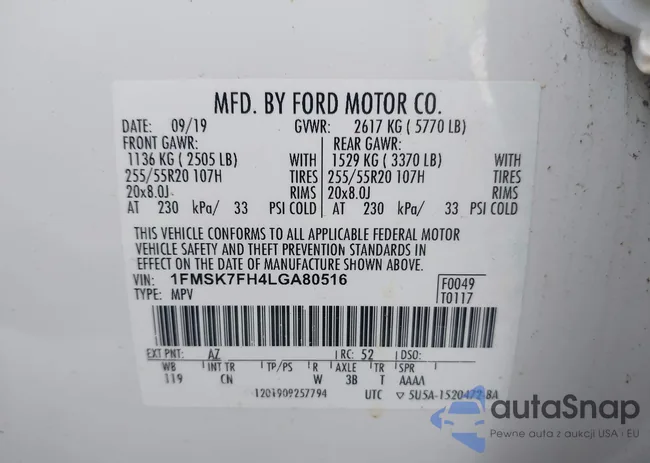 MFD. BY FORD MOTOR CO.
DATE: 09/19 GVWR: 2617 KG ( 5770 LB)
FRONT GAWR: REAR GAWR:
1136 KG ( 2505 LB) WITH 1529 KG ( 3370 LB) WITH
255/55R20 107H TIRES 255/55R20 107H TIRES
20x8.0J RIMS 20x8.0J RIMS
AT 230 kPa/ 33 PSI COLD AT 230 kPa/ 33 PSI COLD
THIS VEHICLE CONFORMS TO ALL APPLICABLE FEDERAL MOTOR
VEHICLE SAFETY AND THEFT PREVENTION STANDARDS IN
EFFECT ON THE DATE OF MANUFACTURE SHOWN ABOVE.
VIN: 1FMSK7FH4LGA80516 F0049
TYPE: MPV T0117
EXT PNT: AZ RC: 52 DSO:
WB INT TR TP/PS R AXLE TR SPR
119 CN W 3B T AAAA
1201909257794 UTC 5U5A-1520472-BA
autaSnap
Pewne auta z aukcji USA i EU